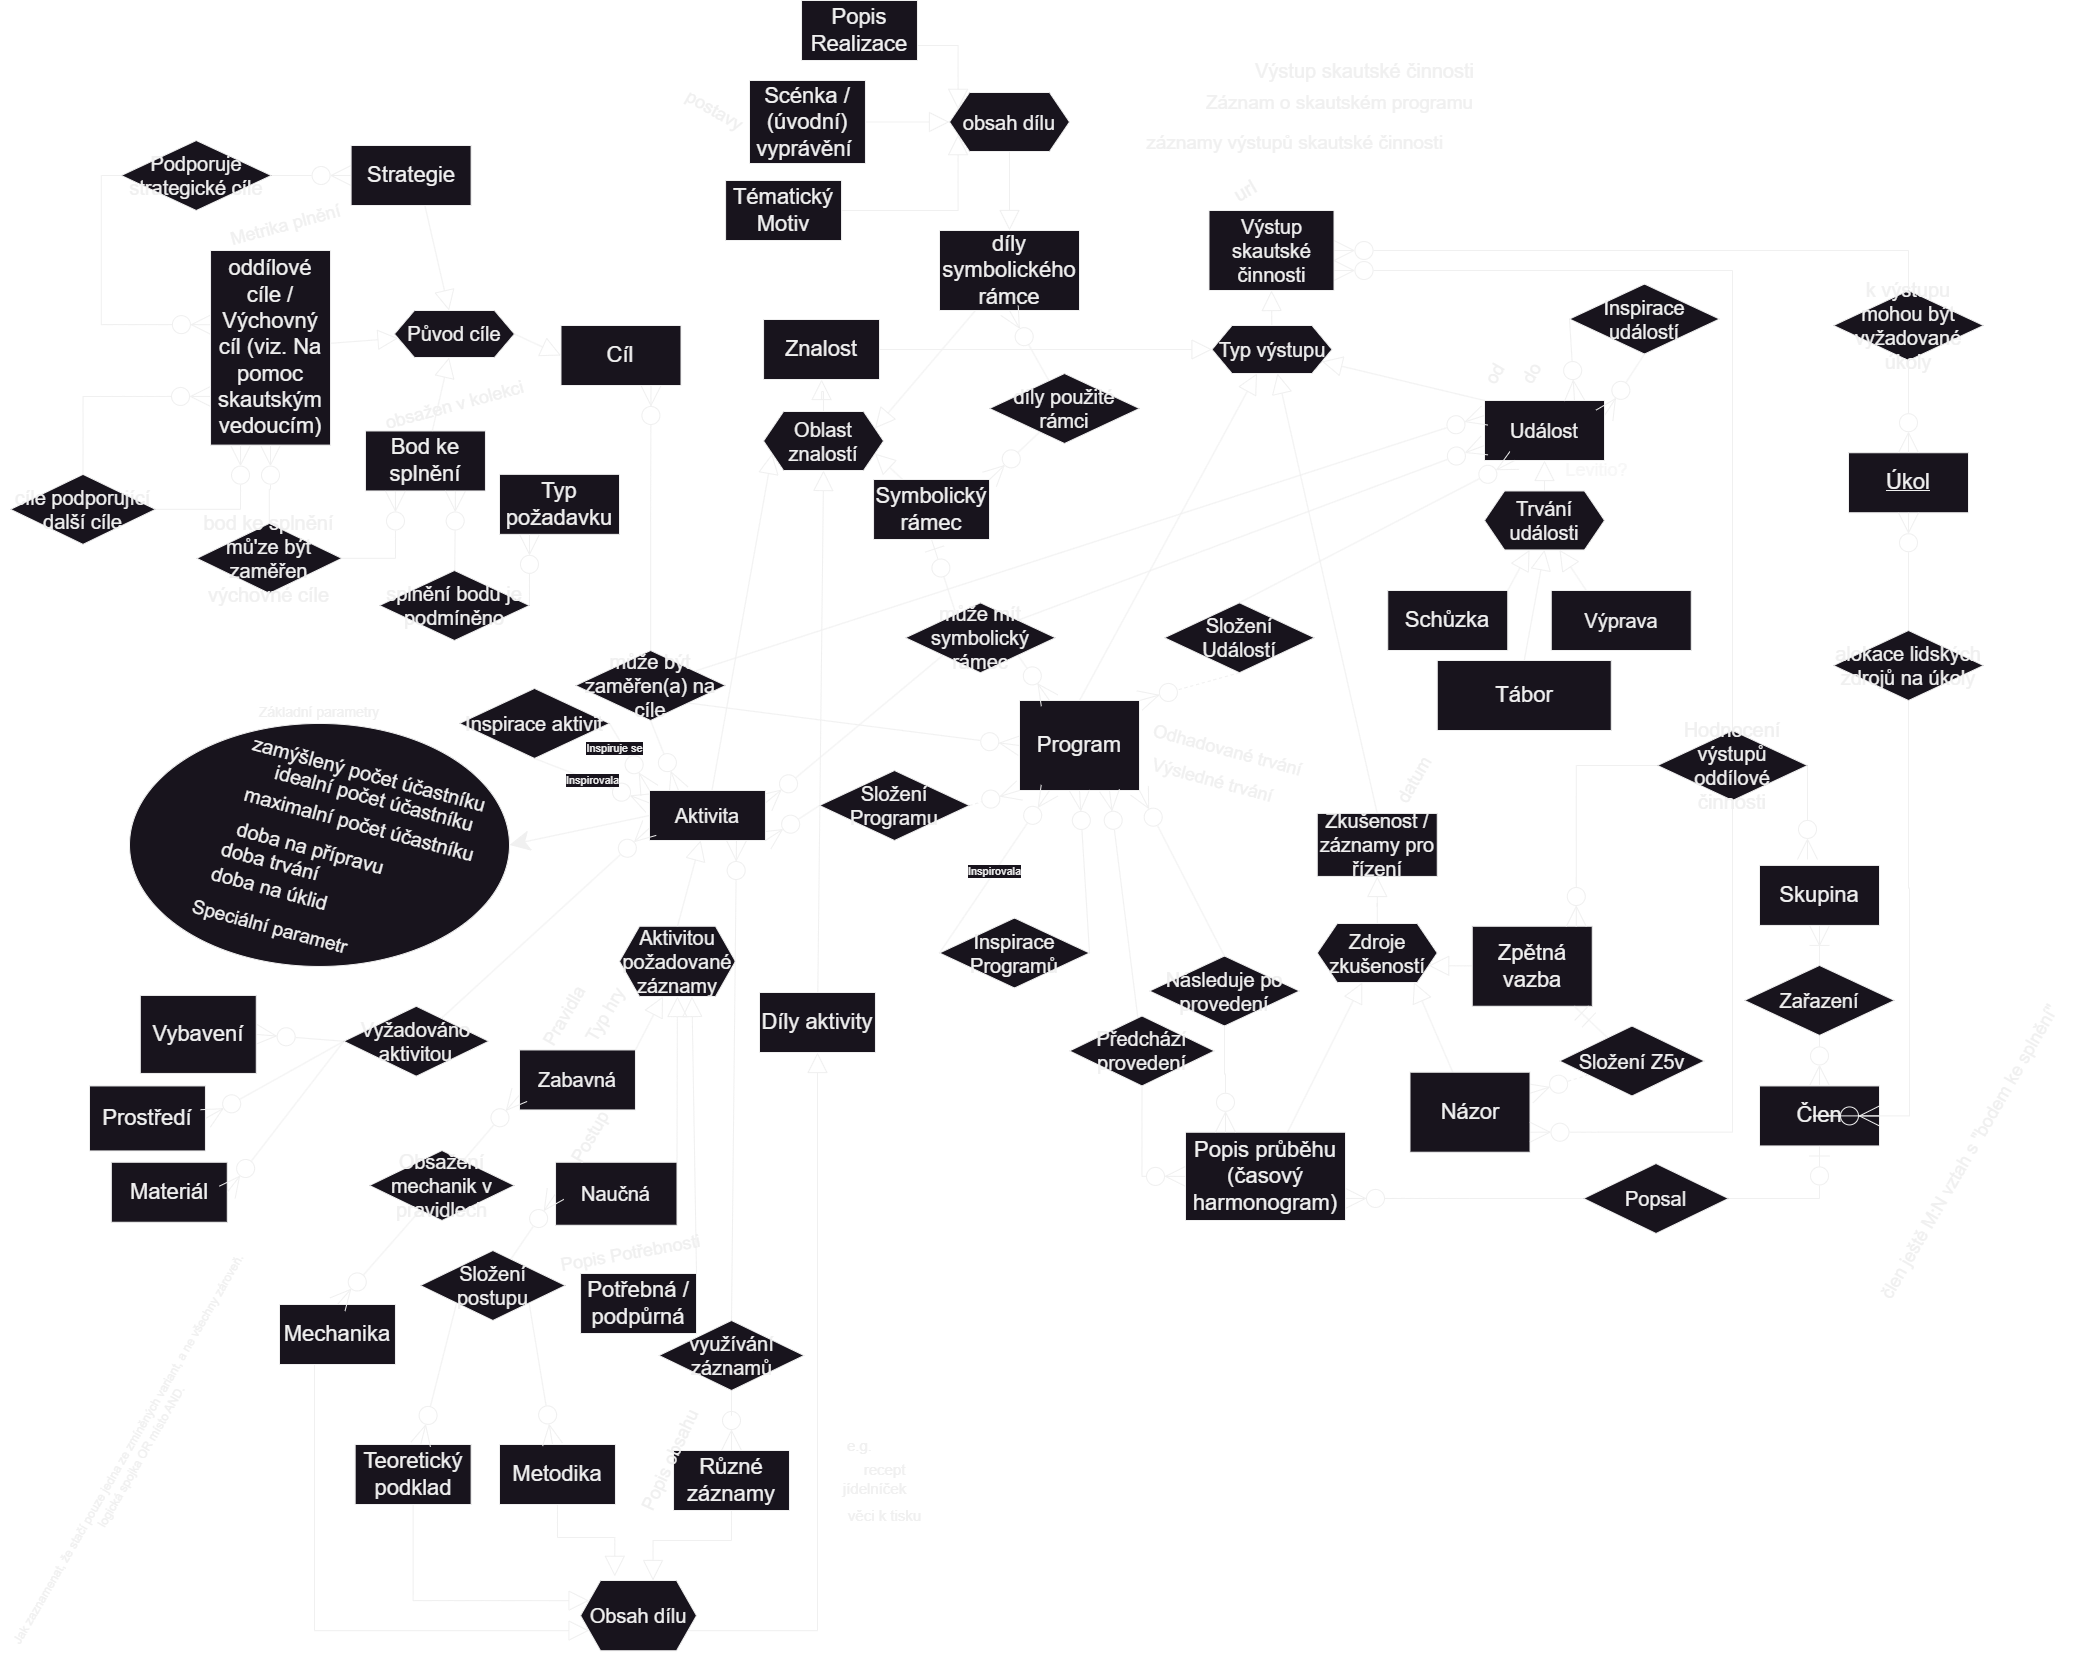 Popis
Realizace
Scénka /
(úvodní)
vyprávění
postavy
Tématický
Motiv
obsah dílu
díly
symbolického
rámce
Výstup skautské činnosti
Záznam o skautském programu
záznamy výstupů skautské činnosti
url
Výstup
skautské
činnosti
Typ výstupu
Podporuje
strategické cíle
Strategie
Metrika plnění
oddílové
cíle /
Výchovný
cíl (viz. Na
pomoc
skautským
vedoucím)
Původ cíle
Cíl
obsažen v kolekci
Bod ke
splnění
Typ
požadavku
cíle podporující
další cíle
bod ke splnění
mů'ze být
zaměřen
výchovné cíle
splnění bodu je
podmíněno
Znalost
Oblast
znalostí
díly použité
rámci
Symbolický
rámec
Inspirace
událostí
od
do
Událost
Levitio?
Trvání
události
Schůzka
Výprava
Tábor
k výstupu
mohou být
vyžadované
úkoly
Úkol
alokace lidských
zdrojů na úkoly
může mít
symbolický
rámec
Složení
Událostí
může být
zaměřen(a) na
cíle
Inspirace aktivit
Inspiruje se
Inspirovala
Základní parametry
zamýšlený počet účastníku
idealní počet účastníku
maximalní počet účastníku
doba na přípravu
doba trvání
doba na úklid
Speciální parametr
Aktivita
Složení
Programu
Program
Odhadované trvání
Výsledné trvání
datum
Inspirovala
Inspirace
Programů
Následuje po
provedení
Předchází
provedení
Zkušenost /
záznamy pro
řízení
Zdroje
zkušeností
Zpětná
vazba
Složení Z5v
Názor
Hodnocení
výstupů
oddílové
činnosti
Skupina
Zařazení
Člen
Popsal
Popis průběhu
(časový
harmonogram)
člen ještě M:N vztah s "bodem ke splnění"
Aktivitou
požadované
záznamy
Díly aktivity
Vybavení
Prostředí
Materiál
Vyžadováno
aktivitou
Pravidla
Typ hry
Zabavná
Postup
Naučná
Obsažení
mechanik v
pravidlech
Složení
postupu
Popis Potřebnosti
Potřebná /
podpůrná
využívání
záznamů
Mechanika
Teoretický
podklad
Metodika
Popis obsahu
Různé
záznamy
e.g.
recept
jídelníček
věci k tisku
Obsah dílu
Jak zaznamenat, že stačí pouze jedna ze zmíněných variant, a ne všechny zároveň.
logická spojita OR místo AND.